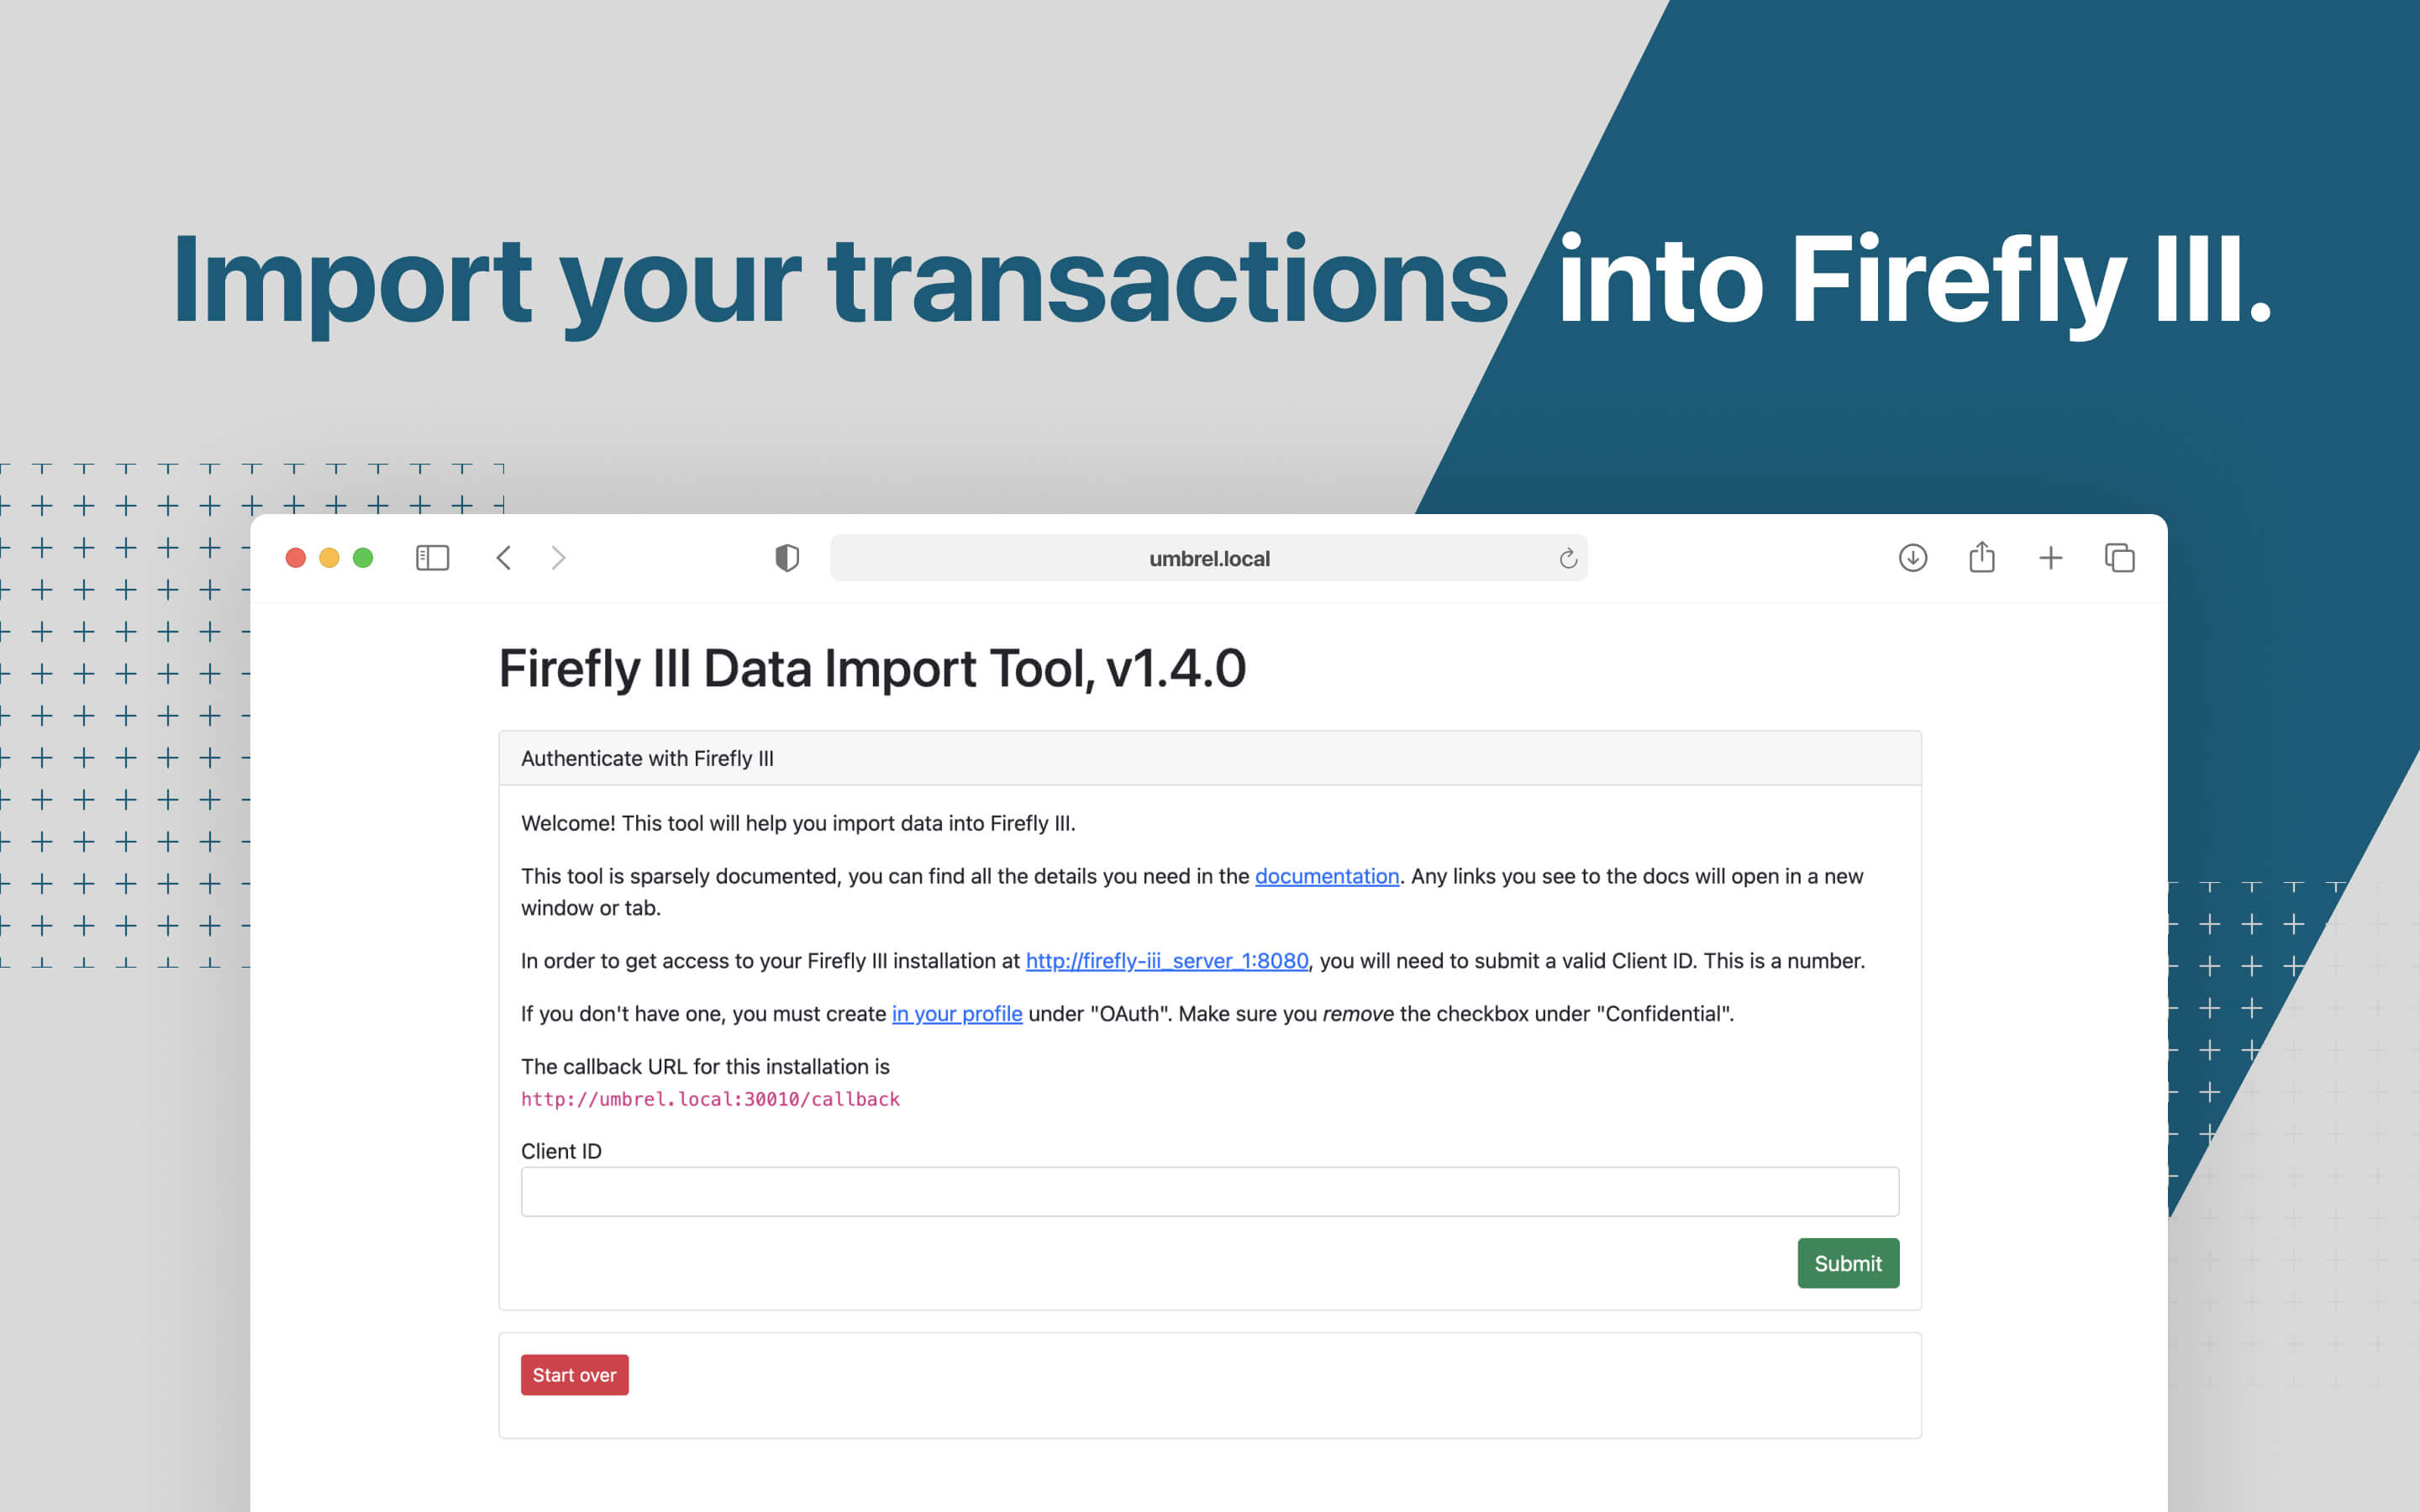 Import your transactions into Firefly III.
umbrel.local
Firefly III Data Import Tool, v1.4.0
Authenticate with Firefly III
Welcome! This tool will help you import data into Firefly III.
This tool is sparsely documented, you can find all the details you need in the documentation. Any links you see to the docs will open in a new
window or tab.
In order to get access to your Firefly III installation at http://firefly-iii_server_1:8080, you will need to submit a valid Client ID. This is a number.
If you don't have one, you must create in your profile under "OAuth". Make sure you remove the checkbox under "Confidential".
The callback URL for this installation is
http://umbrel.local:30010/callback
Client ID
Submit
Start over